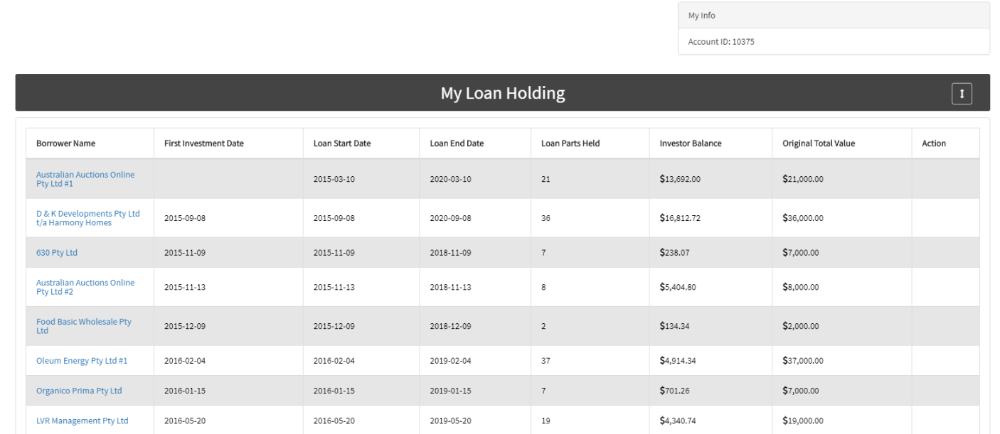 My Info
Account ID: 10375
My Loan Holding
Borrower Name First Investment Date Loan Start Date Loan End Date Loan Parts Held Investor Balance Original Total Value Action
Australian Auctions Online
Pty Ltd #1
2015-03-10 2020-03-10 21 $13,692.00 $21,000.00
D & K Developments Pty Ltd
t/a Harmony Homes
2015-09-08 2015-09-08 2020-09-08 36 $16,812.72 $36,000.00
630 Pty Ltd 2015-11-09 2015-11-09 2018-11-09 7 $238.07 $7,000.00
Australian Auctions Online
Pty Ltd #2
2015-11-13 2015-11-13 2018-11-13 8 $5,404.80 $8,000.00
Food Basic Wholesale Pty
Ltd
2015-12-09 2015-12-09 2018-12-09 2 $134.34 $2,000.00
Oleum Energy Pty Ltd #1 2016-02-04 2016-02-04 2019-02-04 37 $4,914.34 $37,000.00
Organico Prima Pty Ltd 2016-01-15 2016-01-15 2019-01-15 7 $701.26 $7,000.00
LVR Management Pty Ltd 2016-05-20 2016-05-20 2019-05-20 19 $4,340.74 $19,000.00